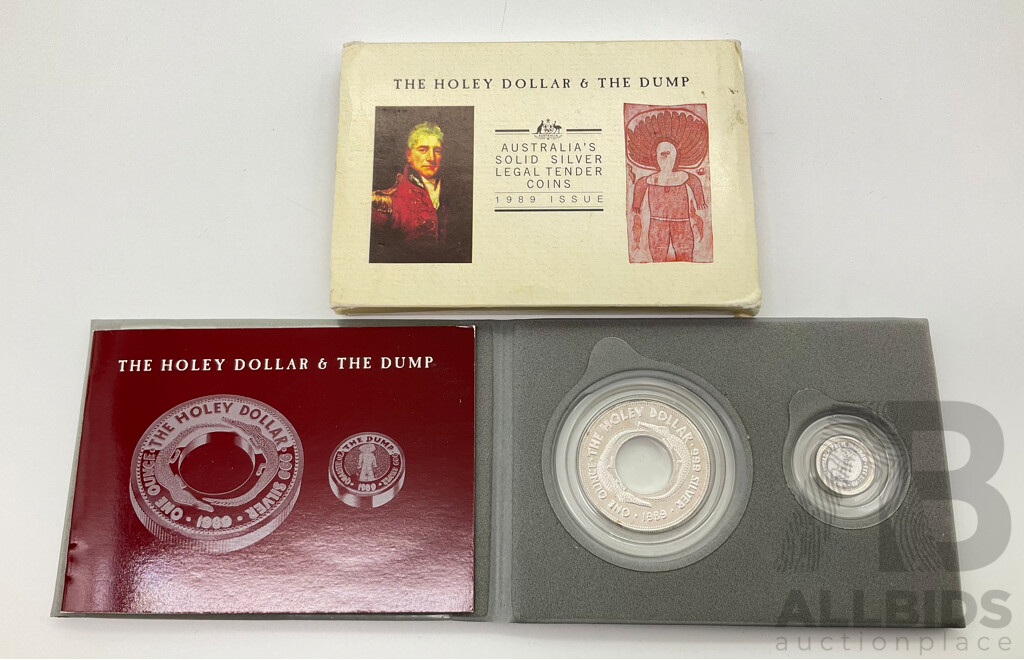 THE HOLEY DOLLAR & THE DUMP
AUSTRALIA'S
SOLID SILVER
LEGAL TENDER
COINS
1989 ISSUE
THE HOLEY DOLLAR & THE DUMP
THE HOLEY DOLLAR · 999 SILVER · 1989 · ONE OUNCE ·
THE DUMP
1989
THE HOLEY DOLLAR · 999 SILVER · 1989 · ONE OUNCE ·
AB
ALLBIDS
auctionplace